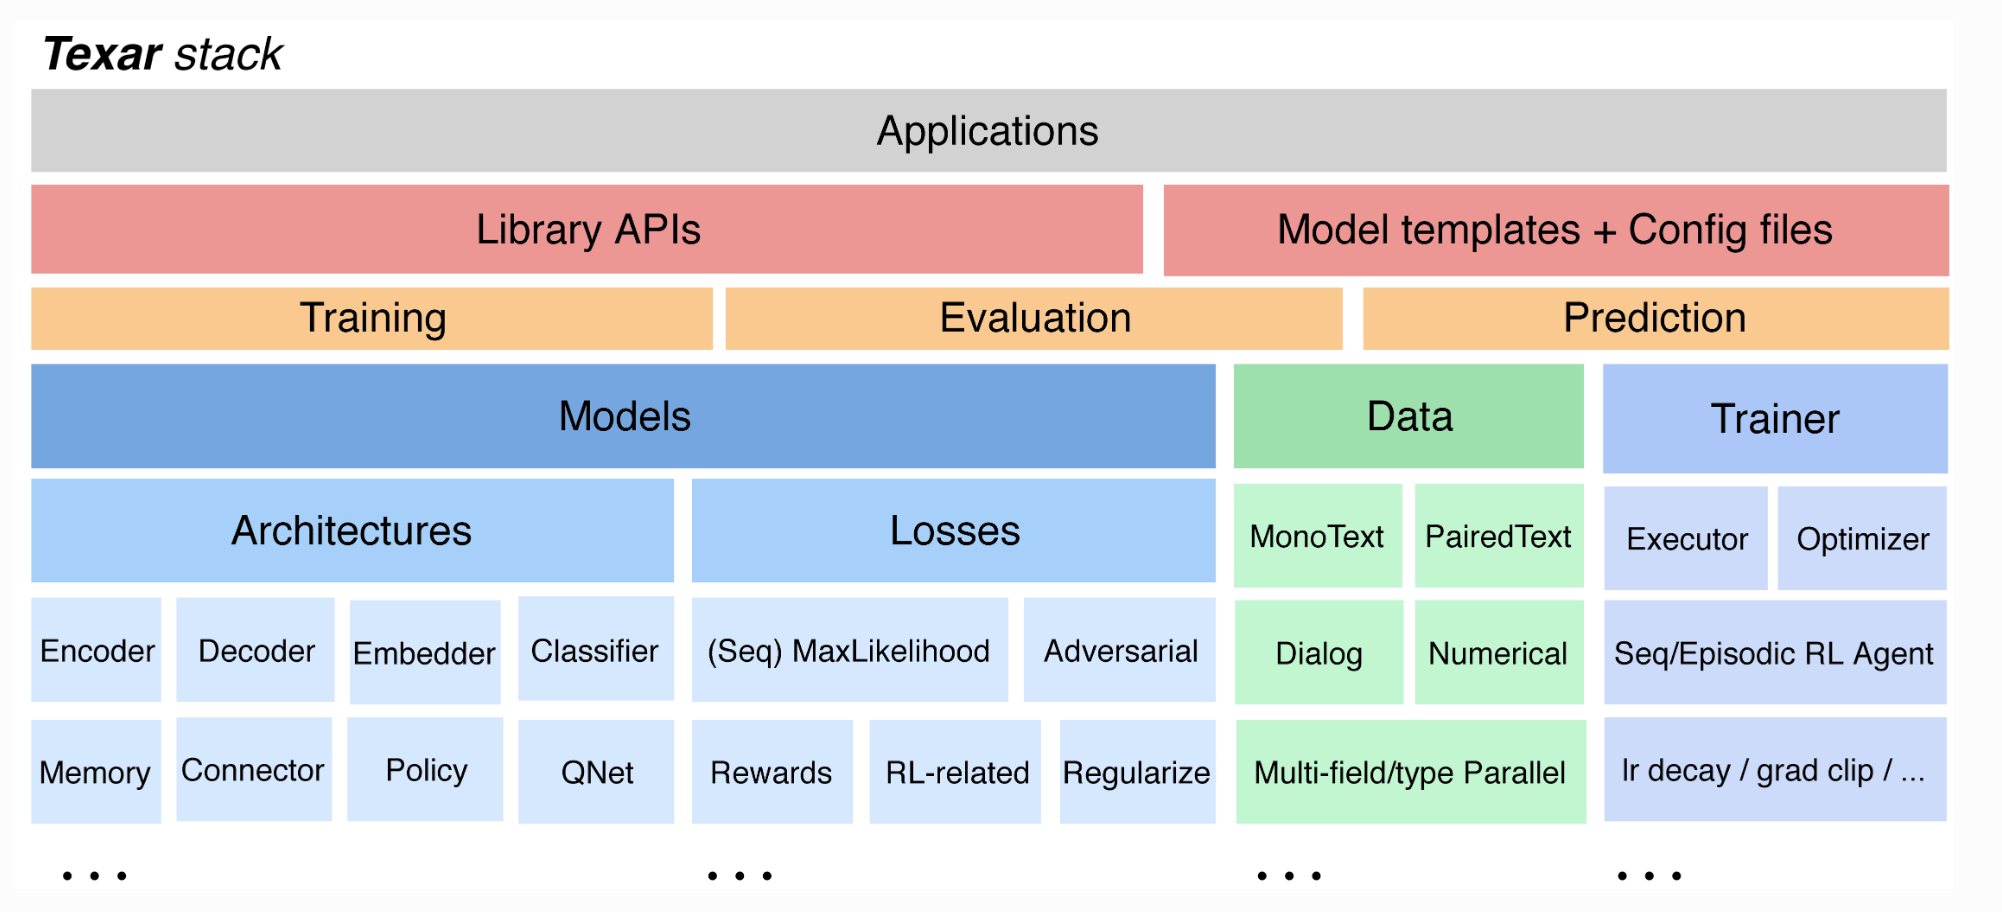 Texar stack
Applications
Library APIs
Model templates + Config files
Training
Evaluation
Prediction
Models
Data
Trainer
Architectures
Losses
MonoText
PairedText
Executor
Optimizer
Encoder
Decoder
Embedder
Classifier
(Seq) MaxLikelihood
Adversarial
Dialog
Numerical
Seq/Episodic RL Agent
Memory
Connector
Policy
QNet
Rewards
RL-related
Regularize
Multi-field/type Parallel
lr decay / grad clip / ...
...
...
...
...